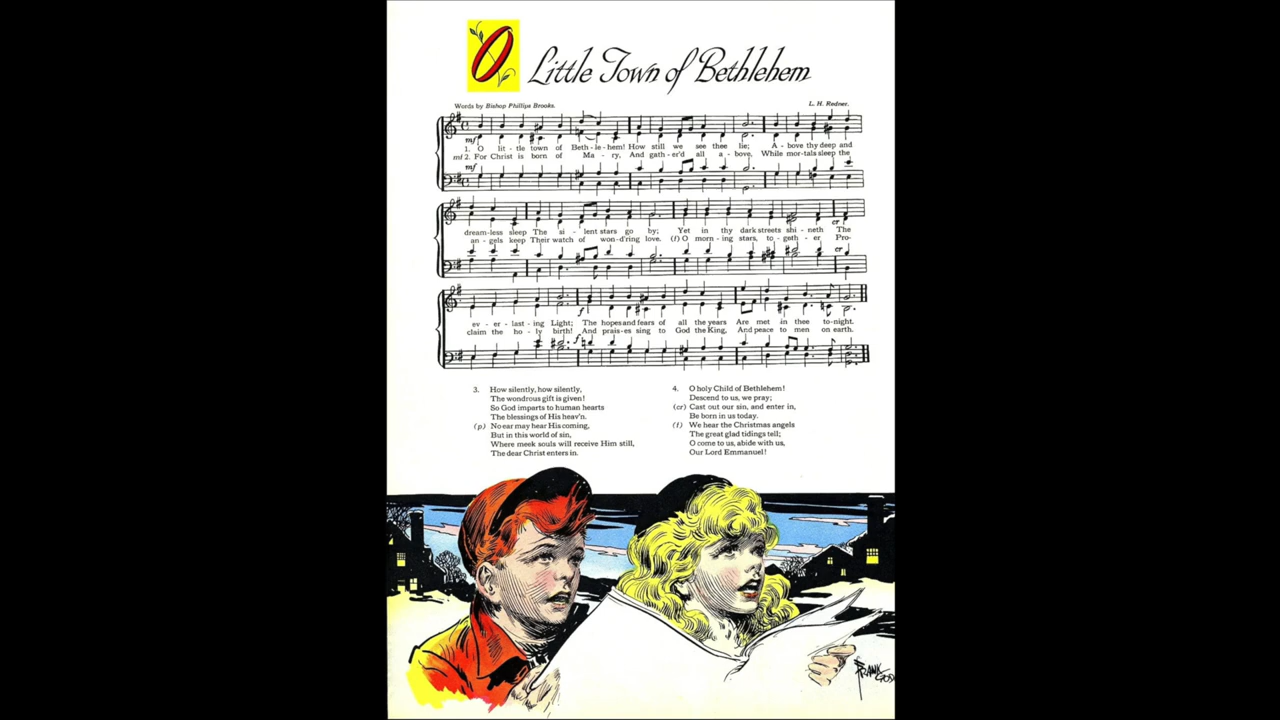 O Little Town of Bethlehem
Words by Bishop Phillips Brooks.
L. H. Redner.
mf
1. O lit - tle town of Beth - le - hem! How still we see thee lie; A - bove thy deep and
mf 2. For Christ is born of Ma - ry, And gath - er'd all a - bove, While mor - tals sleep the
mf
cr
dream - less sleep The si - lent stars go by; Yet in thy dark streets shi - neth The
an - gels keep Their watch of won - d'ring love. (f) O morn - ing stars, to - geth - er Pro-
cr
f
ev - er - last - ing Light; The hopes and fears of all the years Are met in thee to-night.
claim the ho - ly birth! And prais - es sing to God the King, And peace to men on earth.
f
3. How silently, how silently,
The wondrous gift is given!
So God imparts to human hearts
The blessings of His heav'n.
(p) No ear may hear His coming,
But in this world of sin,
Where meek souls will receive Him still,
The dear Christ enters in.
4. O holy Child of Bethlehem!
Descend to us, we pray;
(cr) Cast out our sin, and enter in,
Be born in us today.
(f) We hear the Christmas angels
The great glad tidings tell;
O come to us, abide with us,
Our Lord Emmanuel!
FRANK